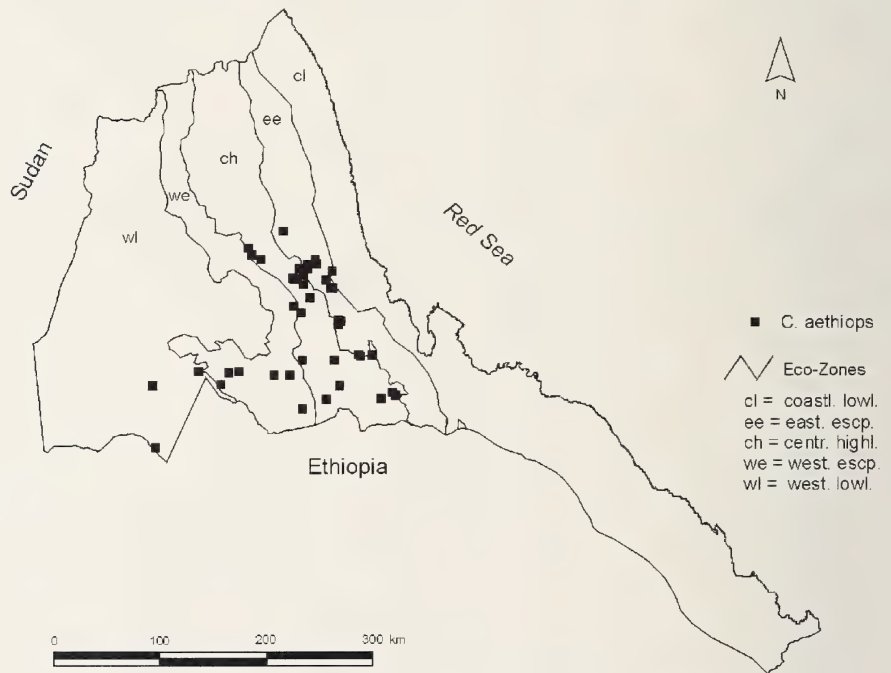 cl
N
ee
Sudan
ch
we
Red Sea
wl
C. aethiops
Eco-Zones
cl = coastl. lowl.
ee = east. escp.
ch = centr. highl.
we = west. escp.
wl = west. lowl.
Ethiopia
0 100 200 300 km